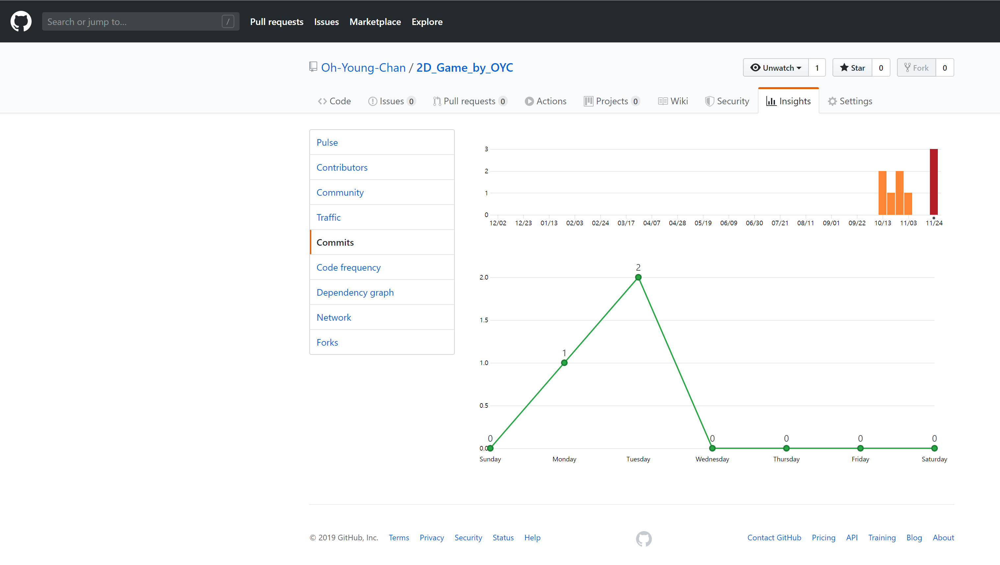 Search or jump to... / Pull requests Issues Marketplace Explore
Oh-Young-Chan / 2D_Game_by_OYC Unwatch 1 Star 0 Fork 0
Code Issues 0 Pull requests 0 Actions Projects 0 Wiki Security Insights Settings
Pulse
Contributors
Community
Traffic
Commits
Code frequency
Dependency graph
Network
Forks
3
2
1
0
12/02 12/23 01/13 02/03 02/24 03/17 04/07 04/28 05/19 06/09 06/30 07/21 08/11 09/01 09/22 10/13 11/03 11/24
2
2.0
1.5
1
1.0
0.5
0 0 0 0 0
0.0
Sunday Monday Tuesday Wednesday Thursday Friday Saturday
© 2019 GitHub, Inc. Terms Privacy Security Status Help Contact GitHub Pricing API Training Blog About